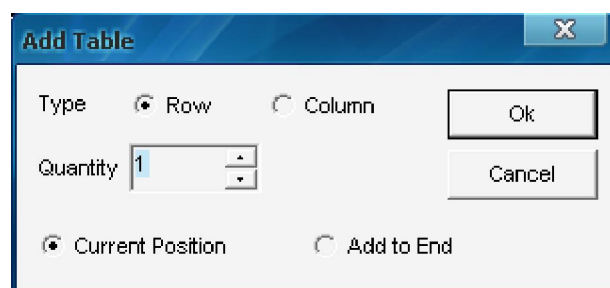 Add Table
Type Row Column Ok
Quantity 1 Cancel
Current Position Add to End